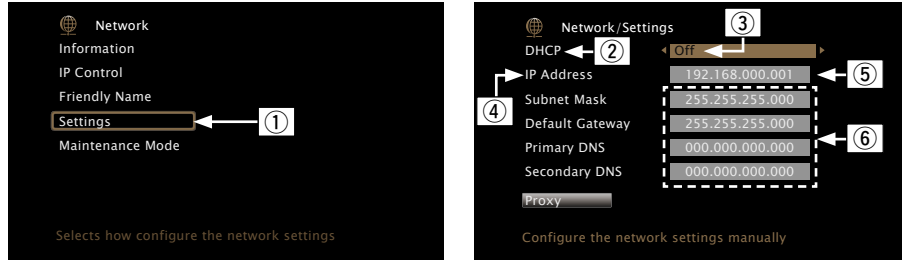 Network
Information
IP Control
Friendly Name
Settings
①
Maintenance Mode
Selects how configure the network settings
Network/Settings
③
DHCP ② Off
④ IP Address 192.168.000.001 ⑤
Subnet Mask 255.255.255.000
Default Gateway 255.255.255.000
⑥
Primary DNS 000.000.000.000
Secondary DNS 000.000.000.000
Proxy
Configure the network settings manually